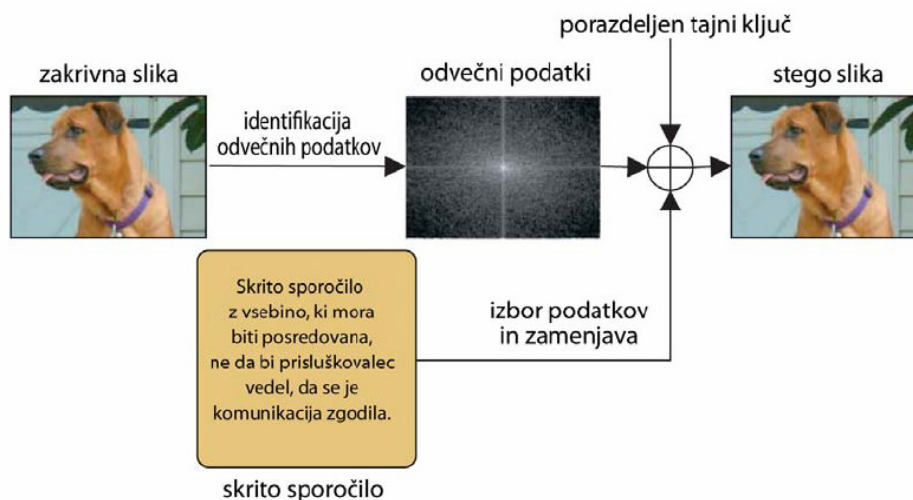 porazdeljen tajni ključ
zakrivna slika
odvečni podatki
stego slika
identifikacija
odvečnih podatkov
Skrito sporočilo
z vsebino, ki mora
biti posredovana,
ne da bi prisluškovalec
vedel, da se je
komunikacija zgodila.
izbor podatkov
in zamenjava
skrito sporočilo